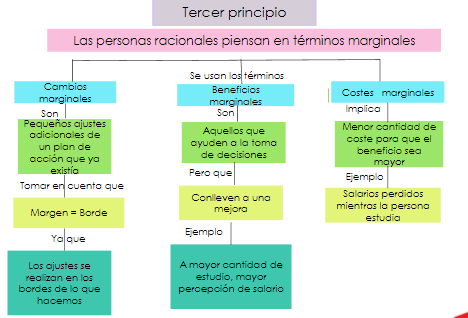 Tercer principio
Las personas racionales piensan en términos marginales
Se usan los términos
Cambios
marginales
Son
Pequeños ajustes
adicionales de
un plan de
acción que ya
existía
Tomar en cuenta que
Margen = Borde
Ya que
Los ajustes se
realizan en los
bordes de lo que
hacemos
Beneficios
marginales
Son
Aquellos que
ayuden a la toma
de decisiones
Pero que
Conlleven a una
mejora
Ejemplo
A mayor cantidad de
estudio, mayor
percepción de salario
Costes marginales
Implica
Menor cantidad de
coste para que el
beneficio sea
mayor
Ejemplo
Salarios perdidos
mientras la persona
estudia